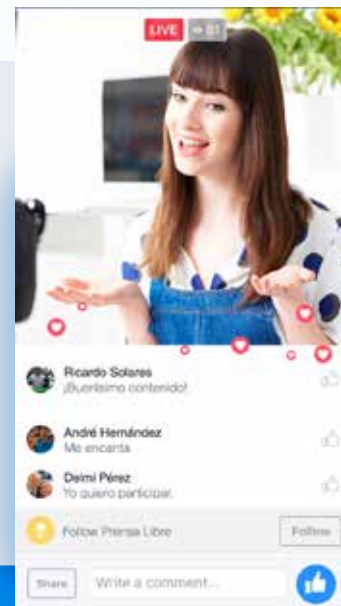 LIVE 81
Ricardo Solares
¡Buenísimo contenido!
André Hernández
Me encanta
Deimi Pérez
Yo quiero participar.
Follow Prensa Libre
Follow
Share
Write a comment...